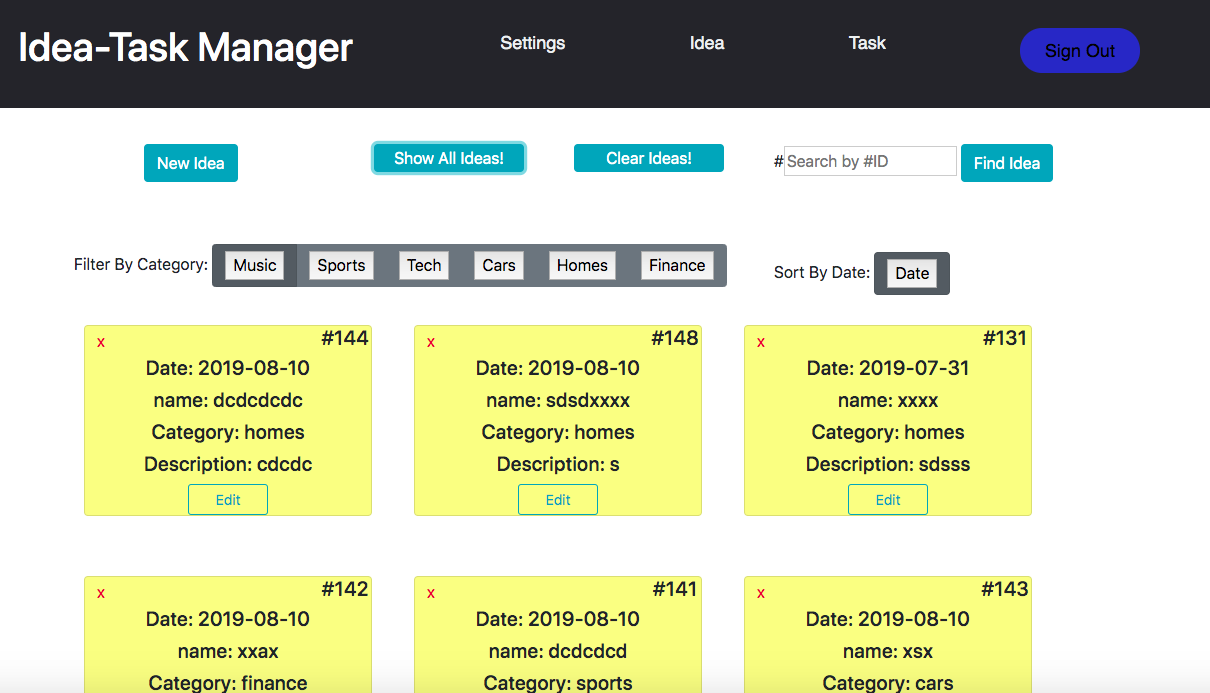 Idea-Task Manager
Settings
Idea
Task
Sign Out
New Idea
Show All Ideas!
Clear Ideas!
# Search by #ID
Find Idea
Filter By Category: Music Sports Tech Cars Homes Finance
Sort By Date: Date
x #144
Date: 2019-08-10
name: dcdcdcdc
Category: homes
Description: cdcdc
Edit
x #148
Date: 2019-08-10
name: sdsdxxxx
Category: homes
Description: s
Edit
x #131
Date: 2019-07-31
name: xxxx
Category: homes
Description: sdsss
Edit
x #142
Date: 2019-08-10
name: xxax
Category: finance
x #141
Date: 2019-08-10
name: dcdcdcd
Category: sports
x #143
Date: 2019-08-10
name: xsx
Category: cars